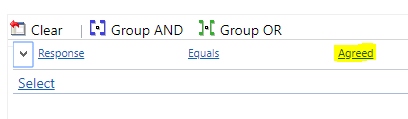 Clear | Group AND Group OR
Response Equals Agreed
Select